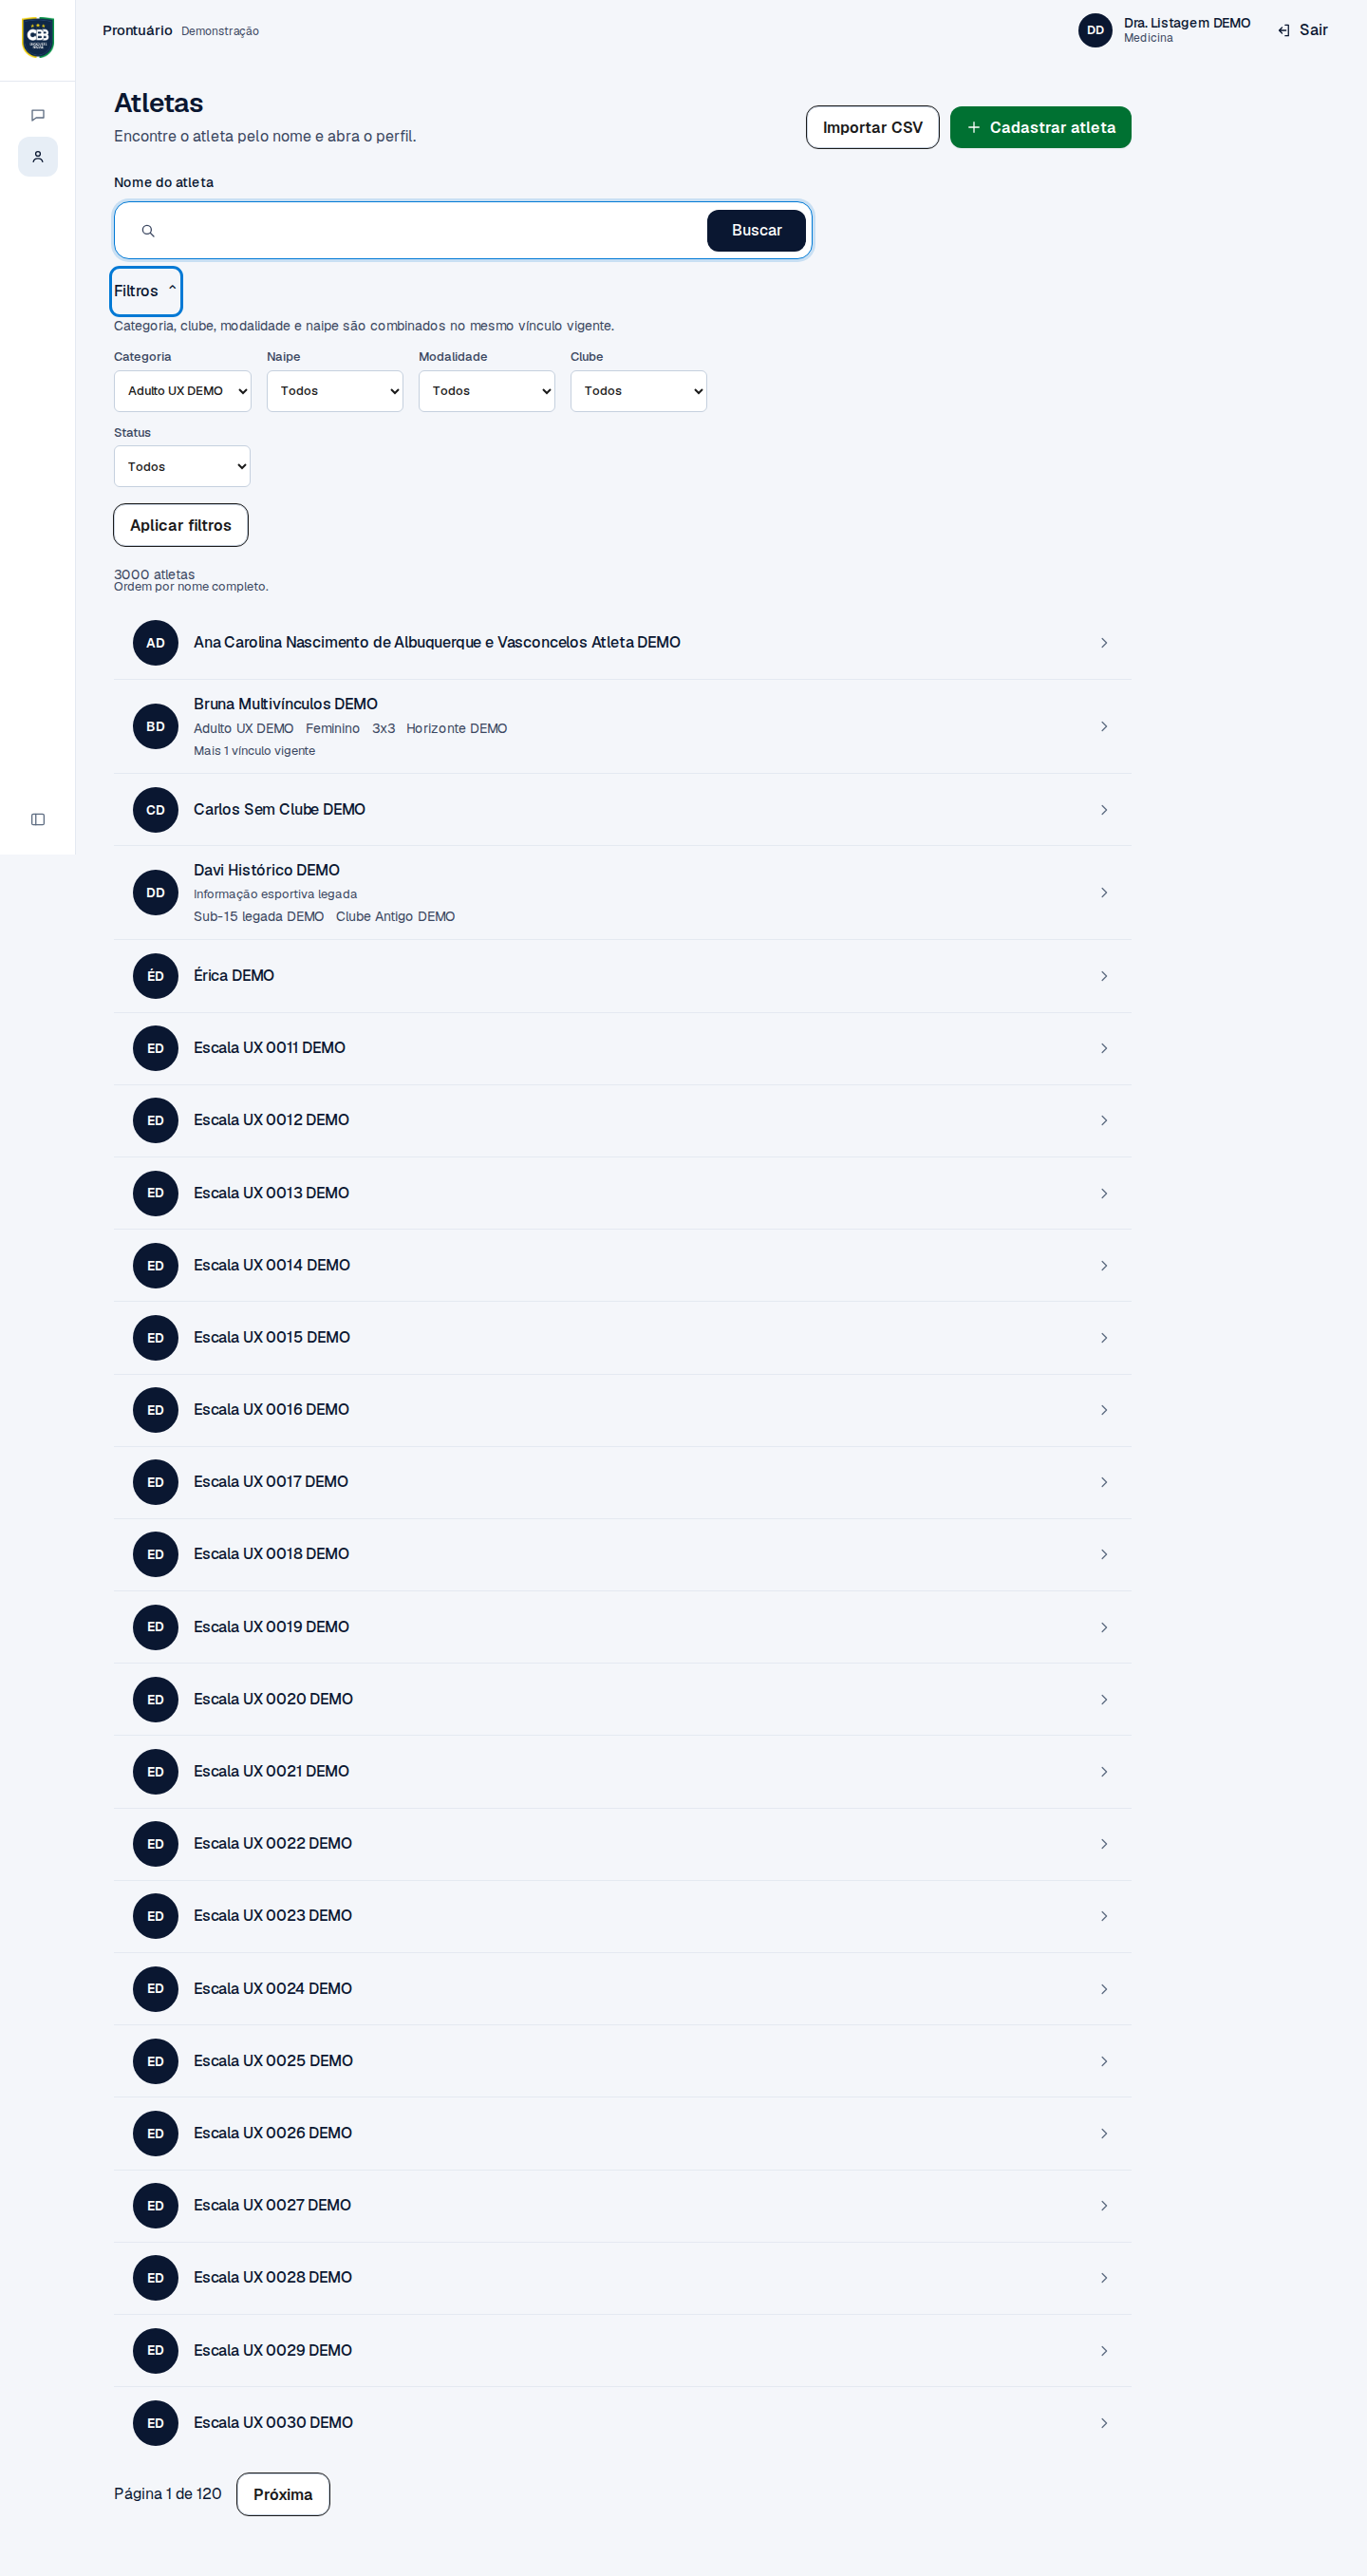 CBB
Prontuário Demonstração
DD
Dra. Listagem DEMO
Medicina
Sair
Atletas
Encontre o atleta pelo nome e abra o perfil.
Importar CSV
Cadastrar atleta
Nome do atleta
Buscar
Filtros
Categoria, clube, modalidade e naipe são combinados no mesmo vínculo vigente.
Categoria Naipe Modalidade Clube
Adulto UX DEMO Todos Todos Todos
Status
Todos
Aplicar filtros
3000 atletas
Ordem por nome completo.
AD Ana Carolina Nascimento de Albuquerque e Vasconcelos Atleta DEMO
BD Bruna Multivínculos DEMO
Adulto UX DEMO Feminino 3x3 Horizonte DEMO
Mais 1 vínculo vigente
CD Carlos Sem Clube DEMO
DD Davi Histórico DEMO
Informação esportiva legada
Sub-15 legada DEMO Clube Antigo DEMO
ÉD Érica DEMO
ED Escala UX 0011 DEMO
ED Escala UX 0012 DEMO
ED Escala UX 0013 DEMO
ED Escala UX 0014 DEMO
ED Escala UX 0015 DEMO
ED Escala UX 0016 DEMO
ED Escala UX 0017 DEMO
ED Escala UX 0018 DEMO
ED Escala UX 0019 DEMO
ED Escala UX 0020 DEMO
ED Escala UX 0021 DEMO
ED Escala UX 0022 DEMO
ED Escala UX 0023 DEMO
ED Escala UX 0024 DEMO
ED Escala UX 0025 DEMO
ED Escala UX 0026 DEMO
ED Escala UX 0027 DEMO
ED Escala UX 0028 DEMO
ED Escala UX 0029 DEMO
ED Escala UX 0030 DEMO
Página 1 de 120 Próxima